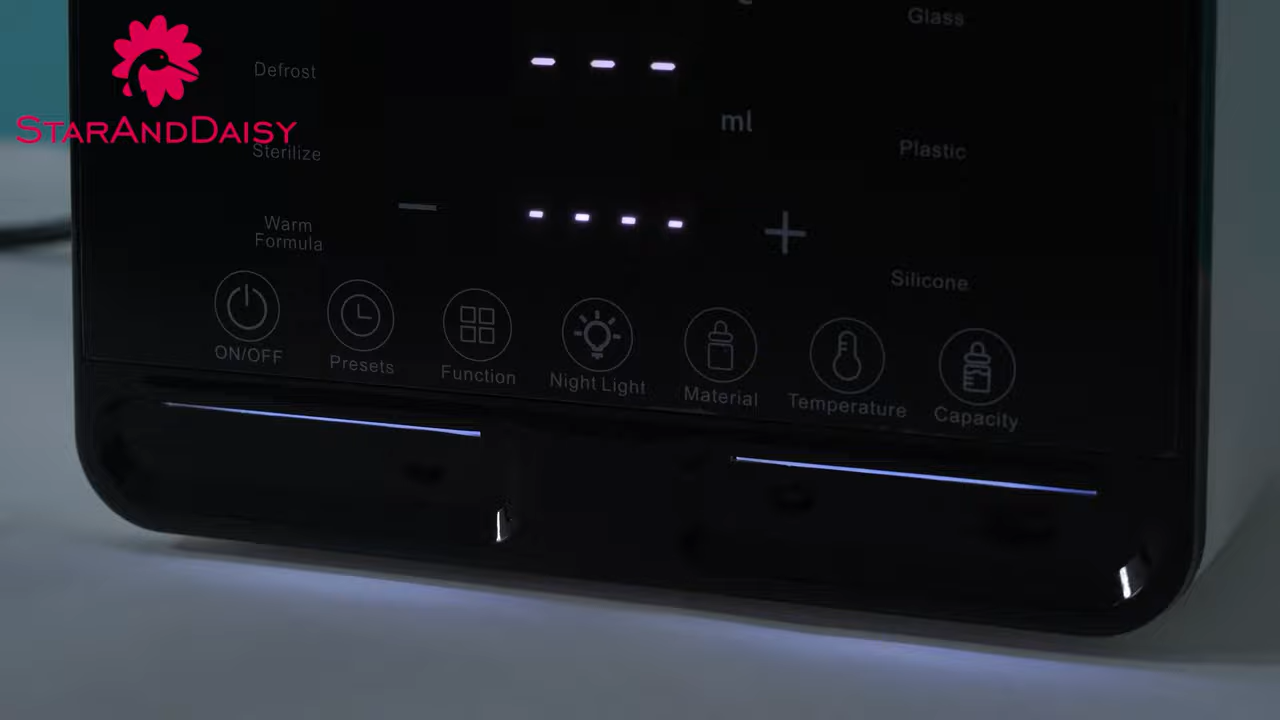 STARANDDAISY
Glass
Defrost
ml
Sterilize
Plastic
Warm
Formula
Silicone
ON/OFF
Presets
Function
Night Light
Material
Temperature
Capacity